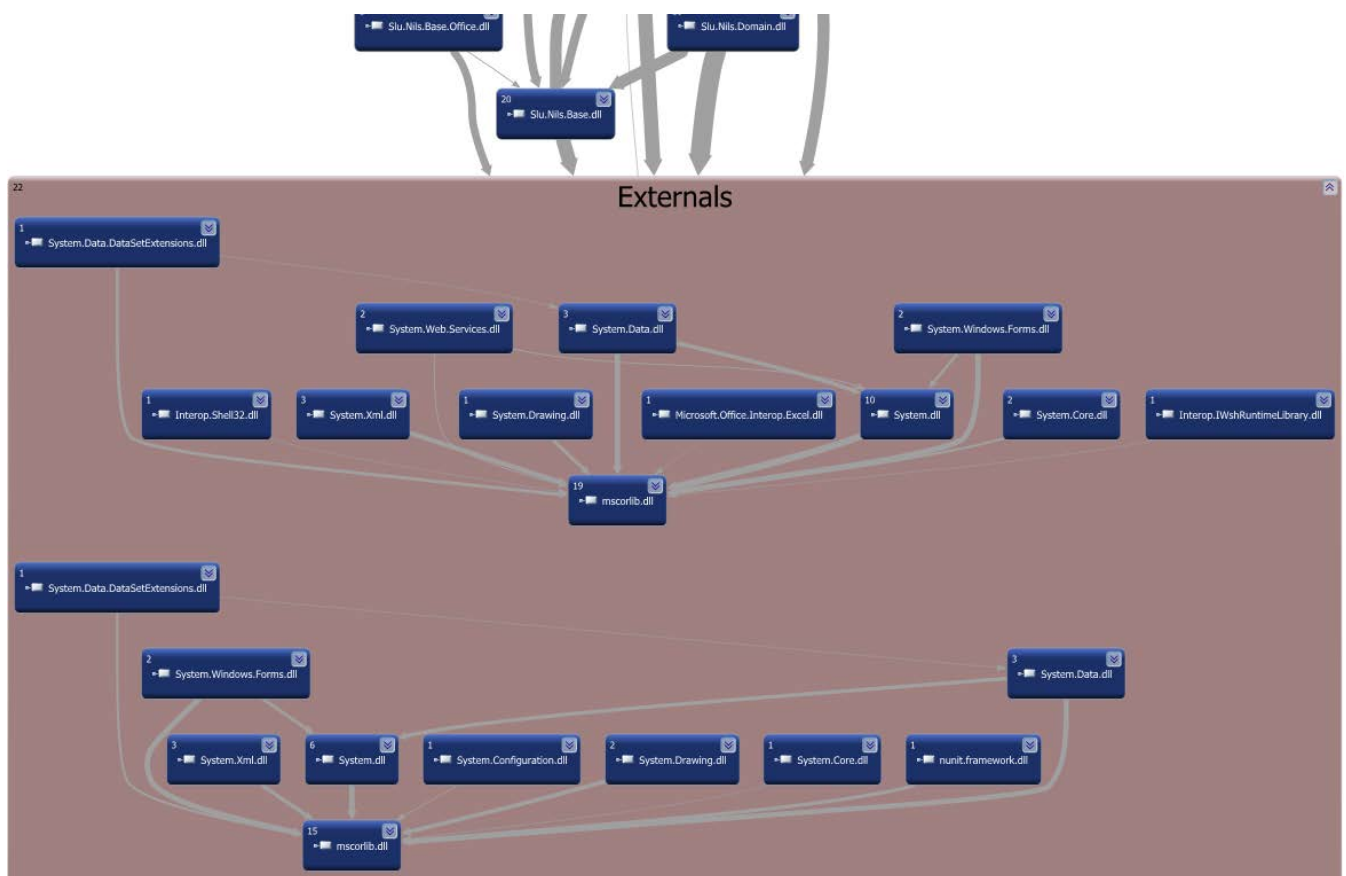 Slu.Nils.Base.Office.dll
Slu.Nils.Domain.dll
20
Slu.Nils.Base.dll
22
Externals
1
System.Data.DataSetExtensions.dll
2
System.Web.Services.dll
3
System.Data.dll
2
System.Windows.Forms.dll
1
Interop.Shell32.dll
3
System.Xml.dll
1
System.Drawing.dll
1
Microsoft.Office.Interop.Excel.dll
10
System.dll
2
System.Core.dll
1
Interop.IWshRuntimeLibrary.dll
19
mscorlib.dll
1
System.Data.DataSetExtensions.dll
2
System.Windows.Forms.dll
3
System.Data.dll
3
System.Xml.dll
6
System.dll
1
System.Configuration.dll
2
System.Drawing.dll
1
System.Core.dll
1
nunit.framework.dll
15
mscorlib.dll